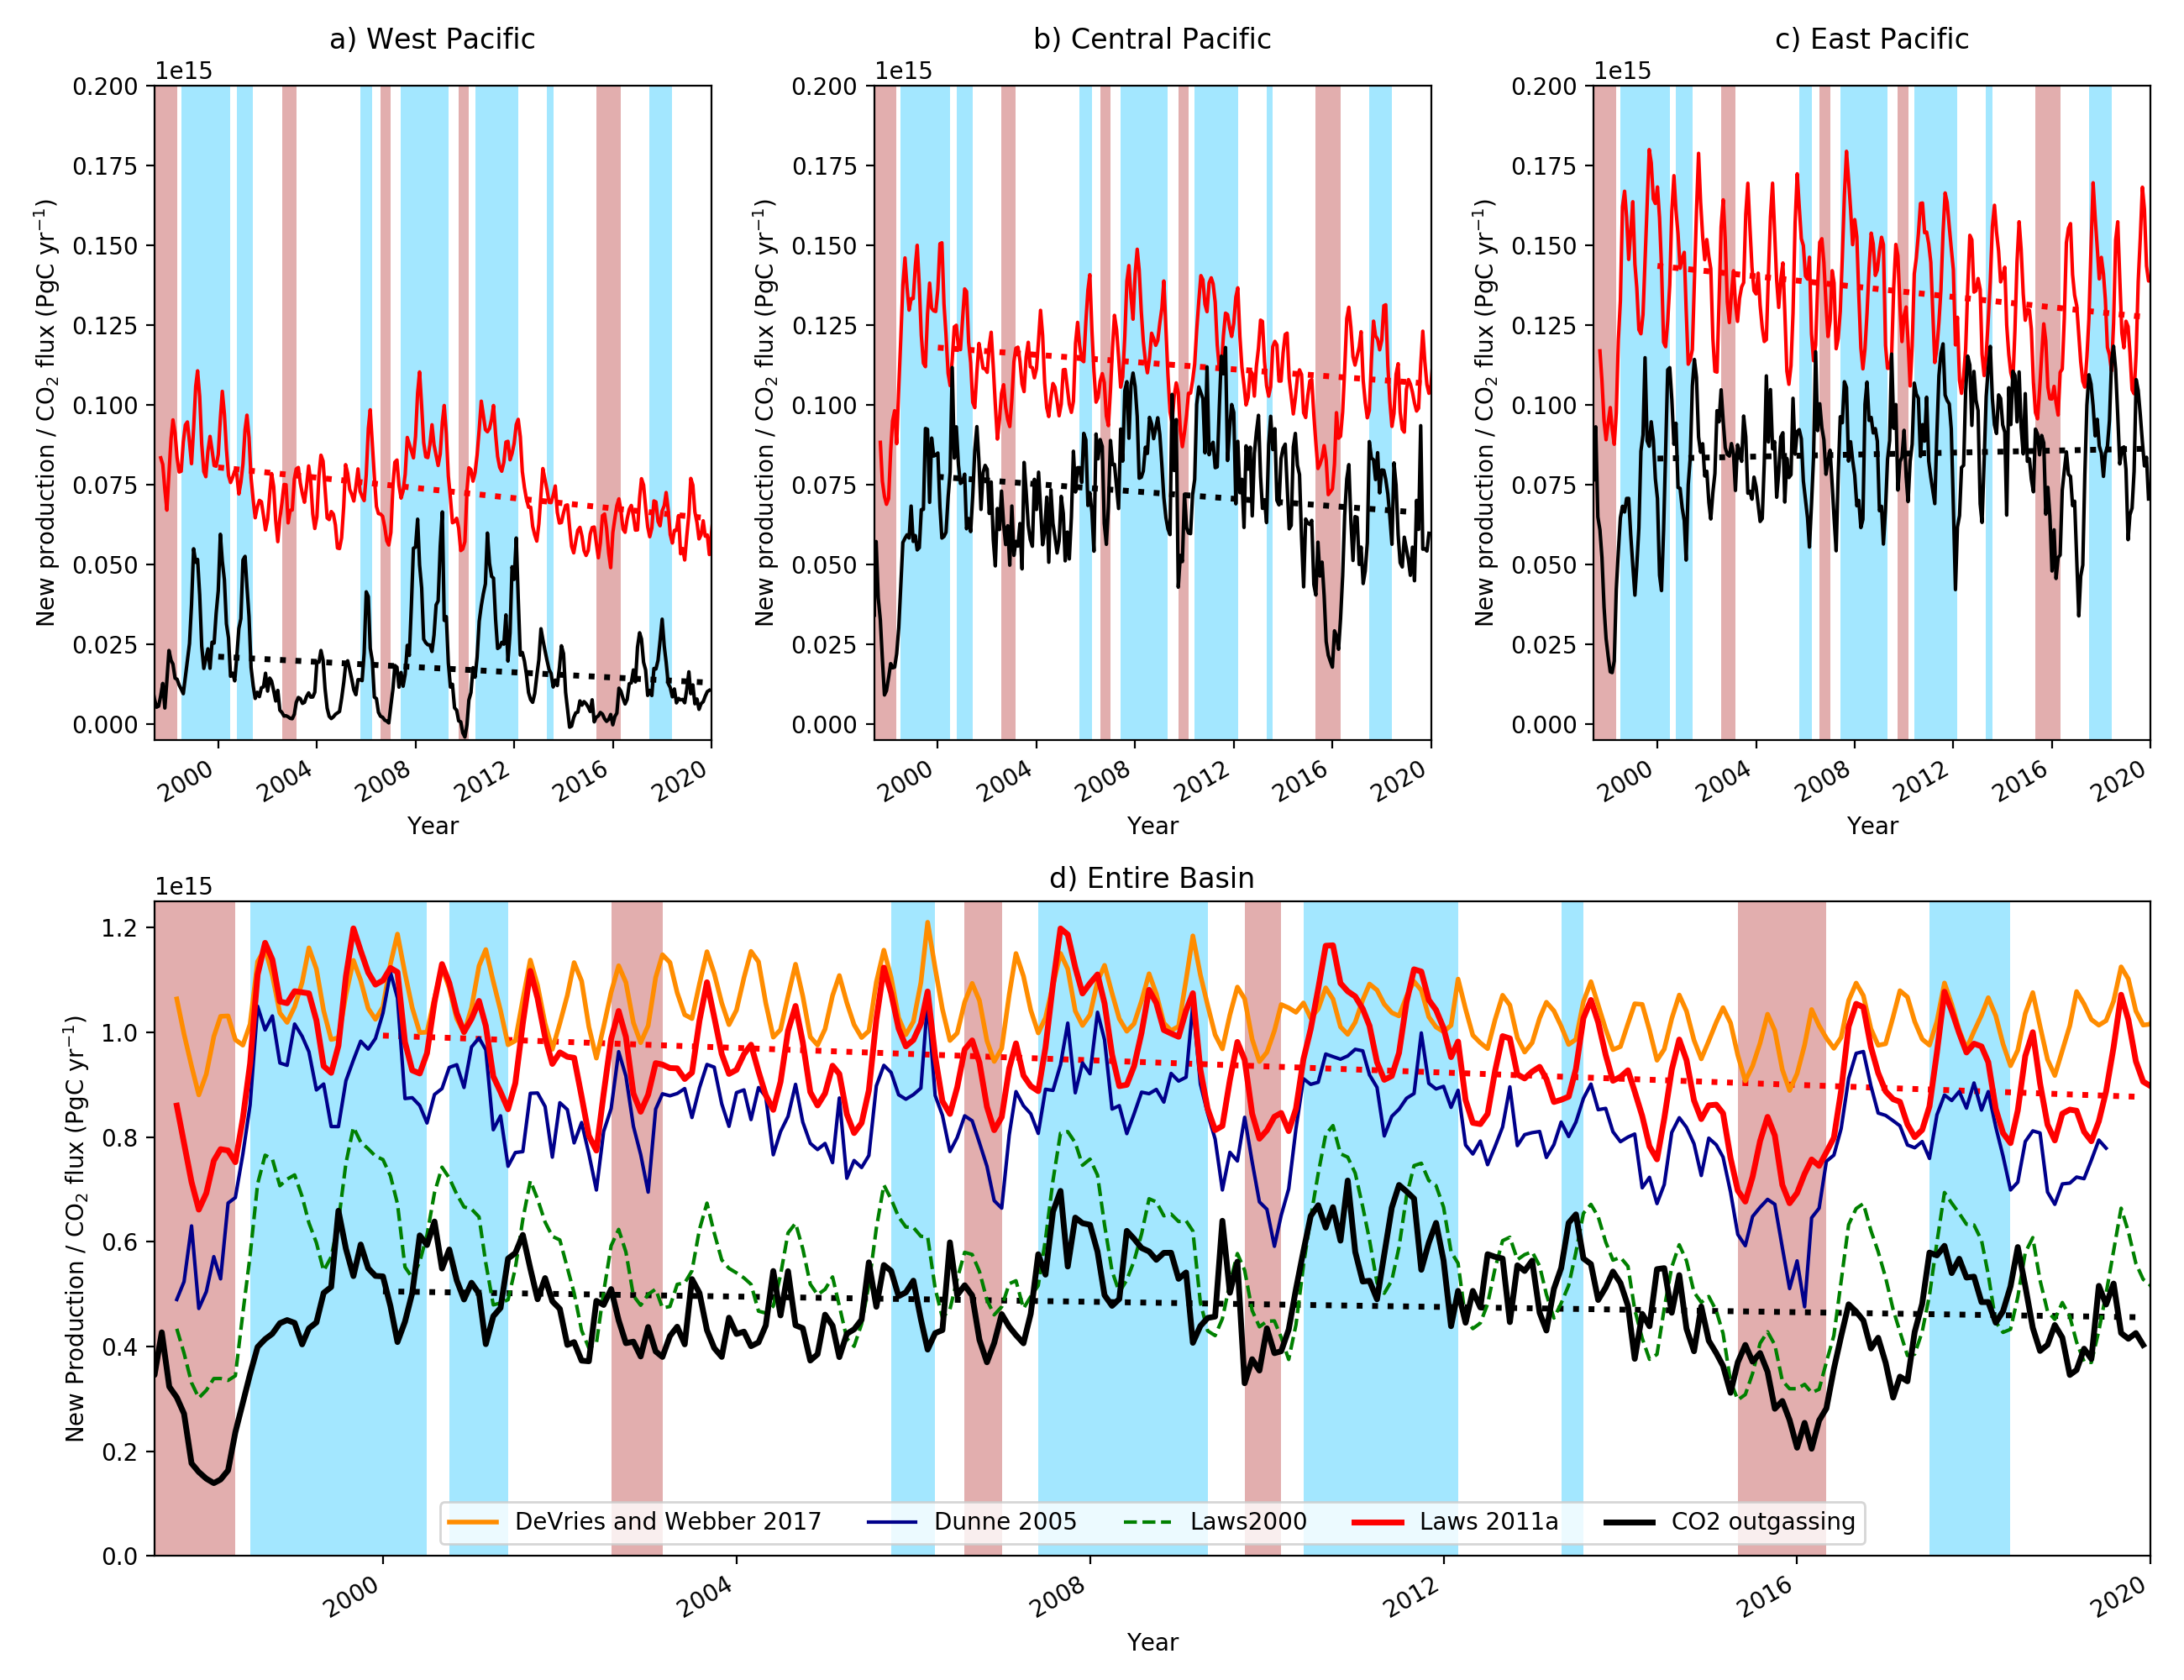 a) West Pacific
1e15
0.200
0.175
0.150
0.125
0.100
0.075
0.050
0.025
0.000
New production / CO₂ flux (PgC yr⁻¹)
2000
2004
2008
2012
2016
2020
Year
b) Central Pacific
1e15
0.200
0.175
0.150
0.125
0.100
0.075
0.050
0.025
0.000
New production / CO₂ flux (PgC yr⁻¹)
2000
2004
2008
2012
2016
2020
Year
c) East Pacific
1e15
0.200
0.175
0.150
0.125
0.100
0.075
0.050
0.025
0.000
New production / CO₂ flux (PgC yr⁻¹)
2000
2004
2008
2012
2016
2020
Year
d) Entire Basin
1e15
1.2
1.0
0.8
0.6
0.4
0.2
0.0
New Production / CO₂ flux (PgC yr⁻¹)
DeVries and Webber 2017
Dunne 2005
Laws2000
Laws 2011a
CO2 outgassing
2000
2004
2008
2012
2016
2020
Year